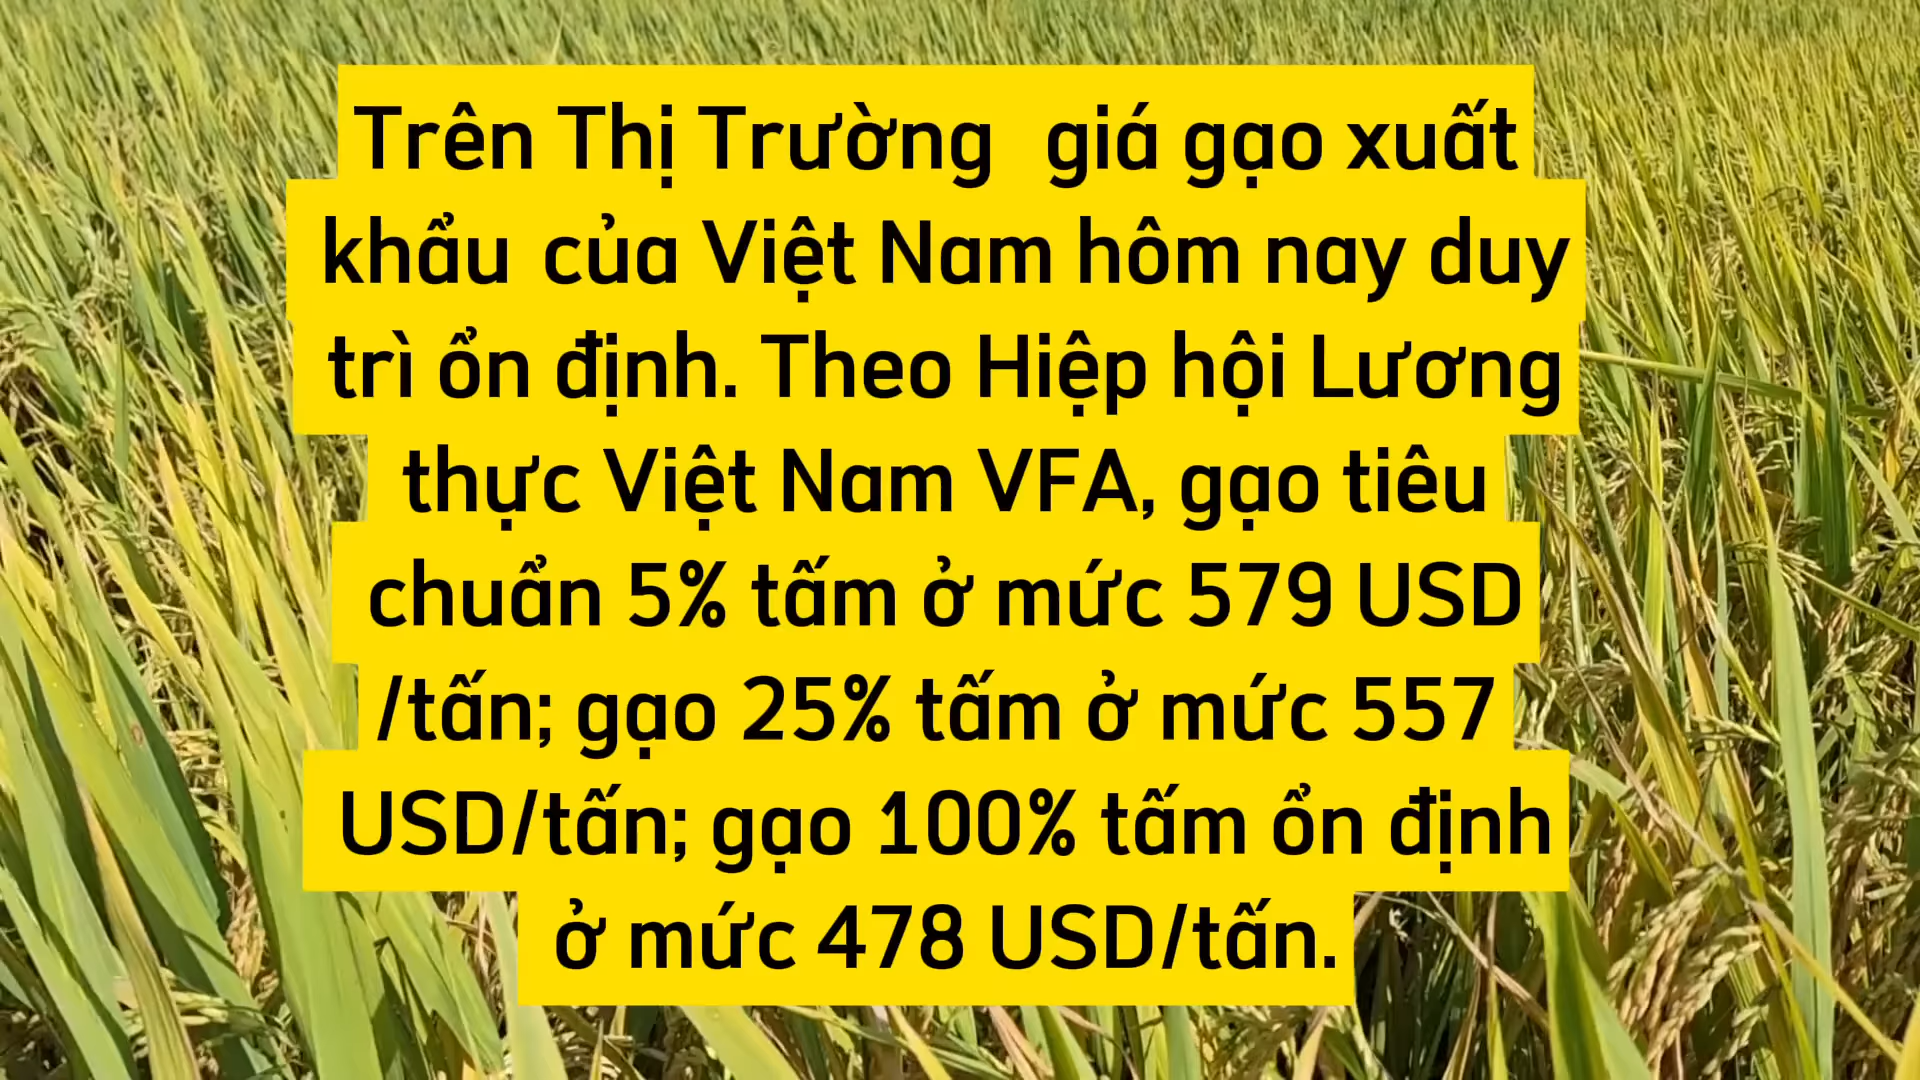 Trên Thị Trường giá gạo xuất
khẩu của Việt Nam hôm nay duy
trì ổn định. Theo Hiệp hội Lương
thực Việt Nam VFA, gạo tiêu
chuẩn 5% tấm ở mức 579 USD
/tấn; gạo 25% tấm ở mức 557
USD/tấn; gạo 100% tấm ổn định
ở mức 478 USD/tấn.